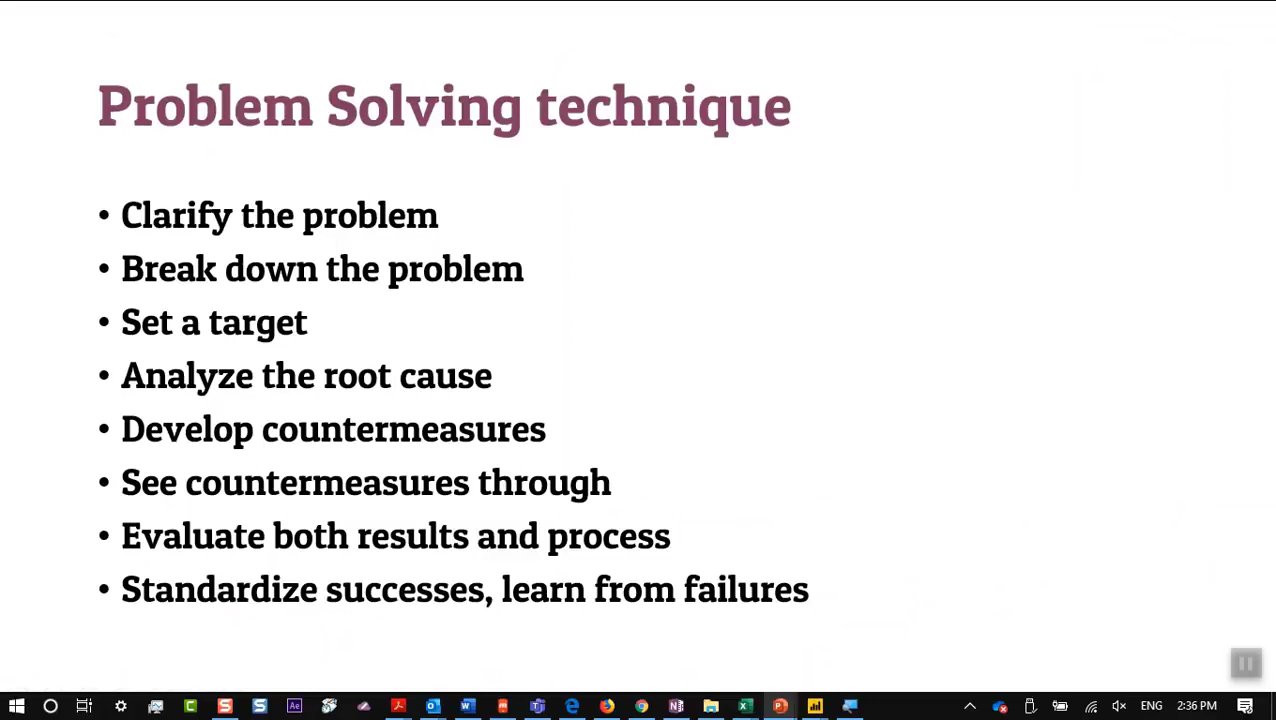 Problem Solving technique
• Clarify the problem
• Break down the problem
• Set a target
• Analyze the root cause
• Develop countermeasures
• See countermeasures through
• Evaluate both results and process
• Standardize successes, learn from failures
ENG 2:36 PM